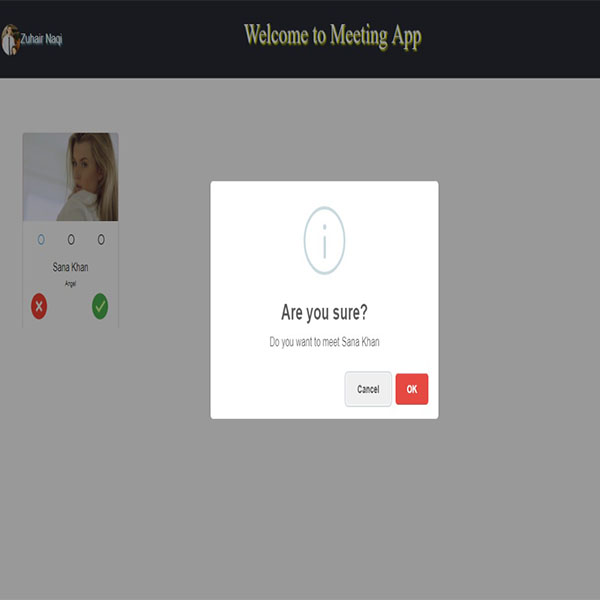 Zuhair Naqi
Welcome to Meeting App
Sana Khan
Angel
Are you sure?
Do you want to meet Sana Khan
Cancel
OK